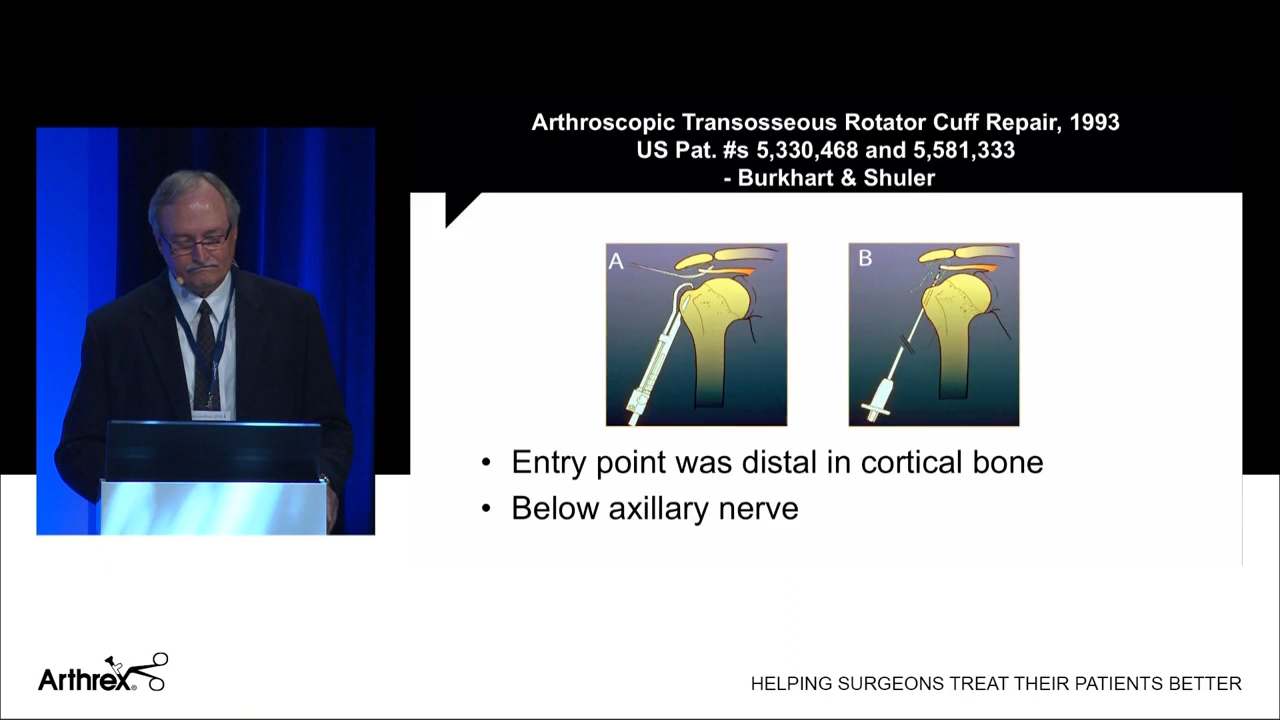 Arthroscopic Transosseous Rotator Cuff Repair, 1993
US Pat. #s 5,330,468 and 5,581,333
- Burkhart & Shuler
A
B
• Entry point was distal in cortical bone
• Below axillary nerve
Arthrex®
HELPING SURGEONS TREAT THEIR PATIENTS BETTER